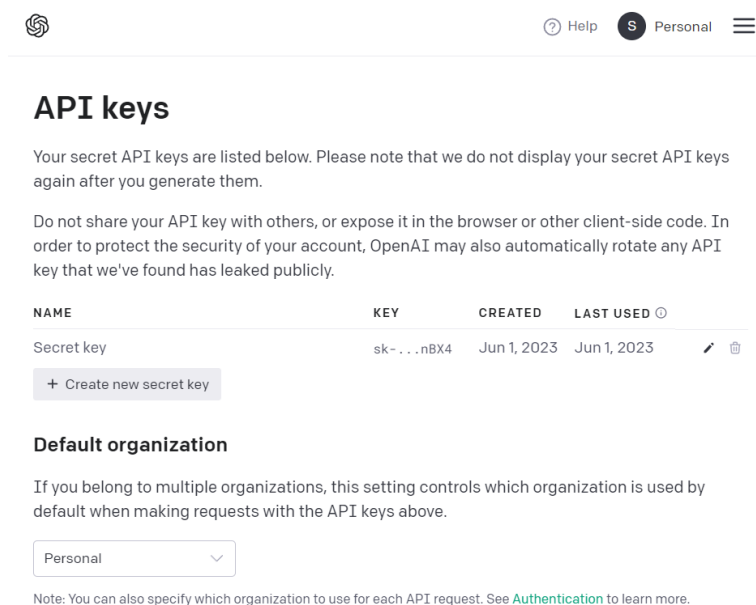 Help
S
Personal
API keys
Your secret API keys are listed below. Please note that we do not display your secret API keys
again after you generate them.
Do not share your API key with others, or expose it in the browser or other client-side code. In
order to protect the security of your account, OpenAI may also automatically rotate any API
key that we've found has leaked publicly.
NAME KEY CREATED LAST USED
Secret key sk-...nBX4 Jun 1, 2023 Jun 1, 2023
+ Create new secret key
Default organization
If you belong to multiple organizations, this setting controls which organization is used by
default when making requests with the API keys above.
Personal
Note: You can also specify which organization to use for each API request. See Authentication to learn more.